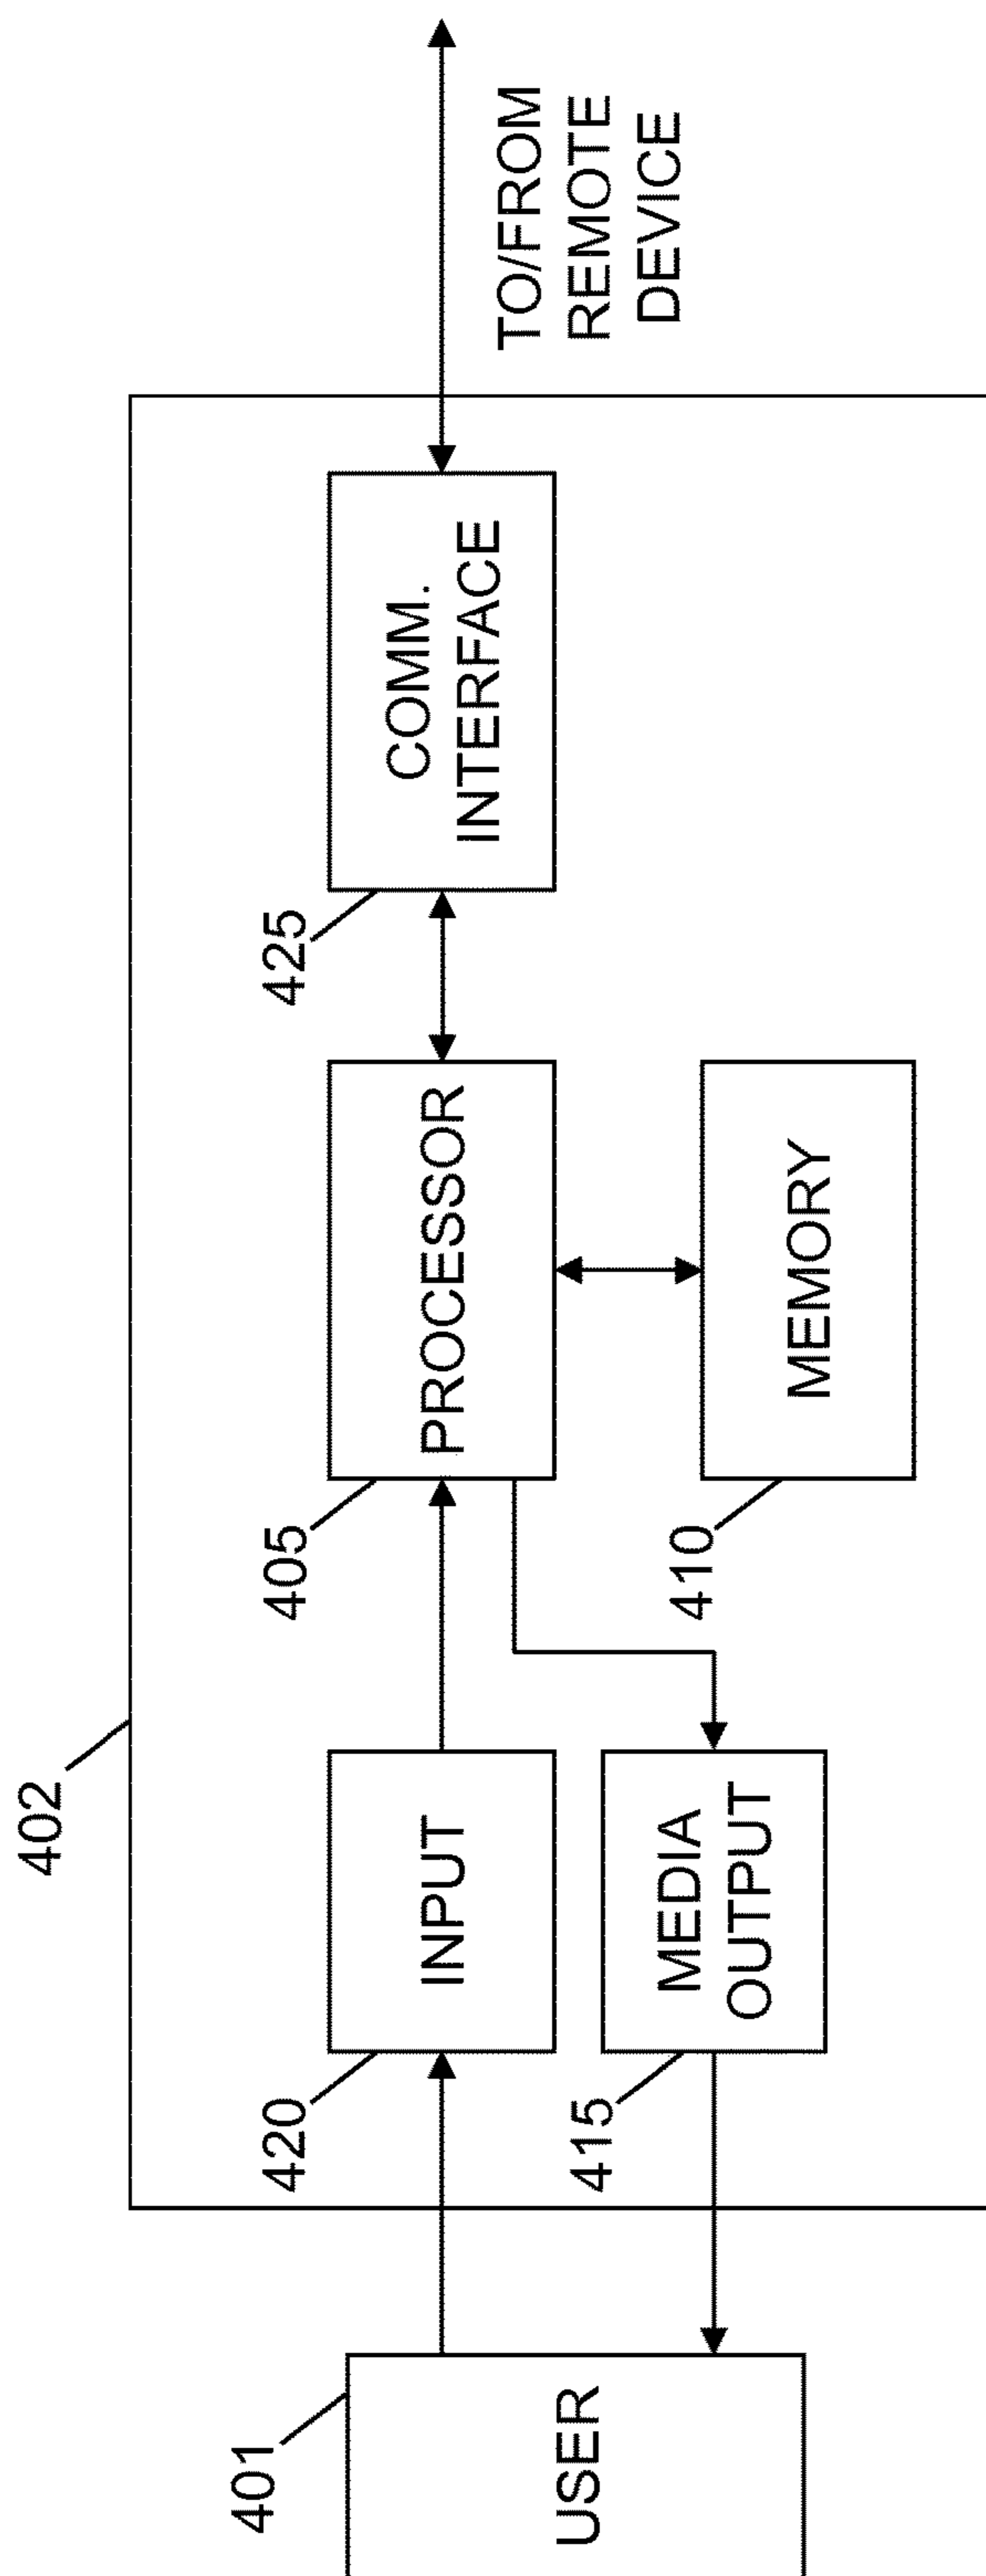 402
401
USER
420
INPUT
415
MEDIA
OUTPUT
405
PROCESSOR
410
MEMORY
425
COMM.
INTERFACE
TO/FROM
REMOTE
DEVICE